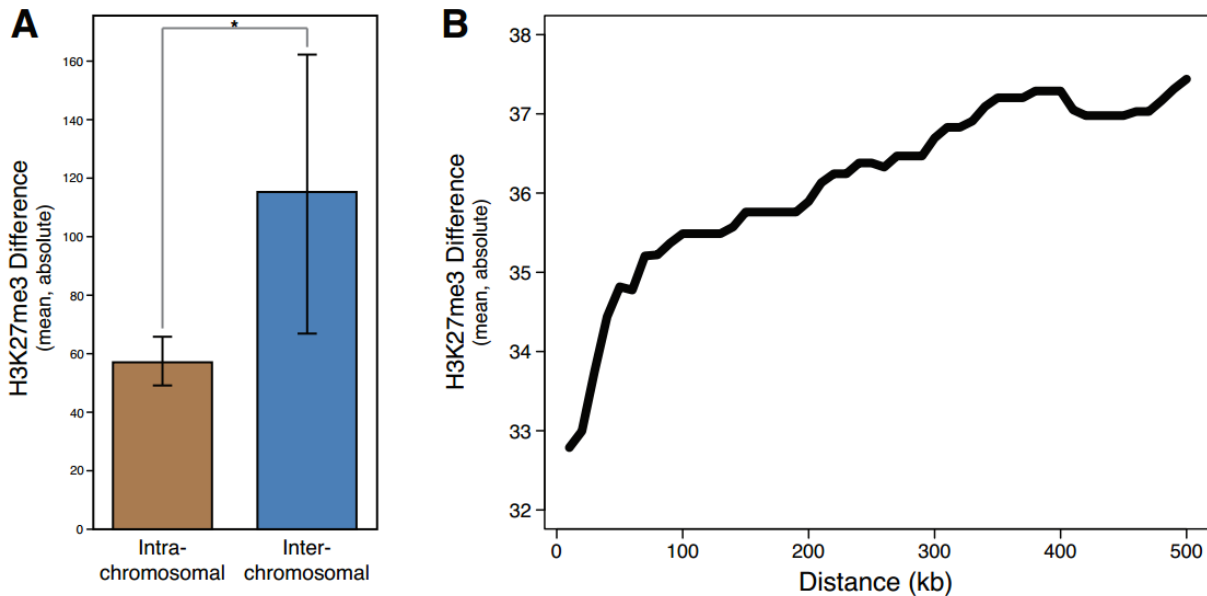 A
H3K27me3 Difference
(mean, absolute)
160
140
120
100
80
60
40
20
0
*
Intra-
chromosomal
Inter-
chromosomal
B
H3K27me3 Difference
(mean, absolute)
38
37
36
35
34
33
32
0
100
200
300
400
500
Distance (kb)